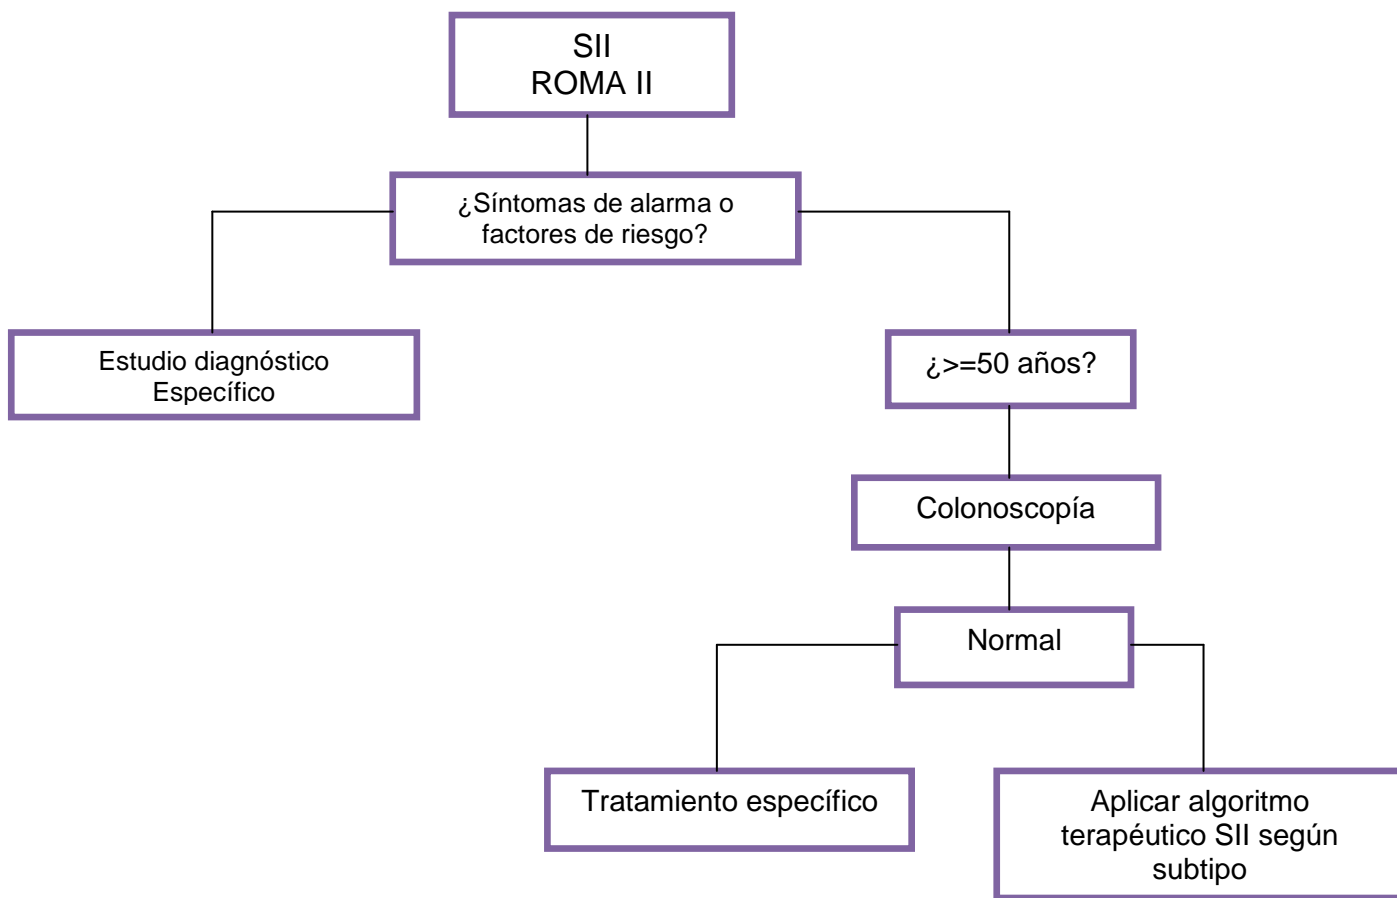 SII
ROMA II
¿Síntomas de alarma o
factores de riesgo?
Estudio diagnóstico
Específico
¿>=50 años?
Colonoscopía
Normal
Tratamiento específico
Aplicar algoritmo
terapéutico SII según
subtipo